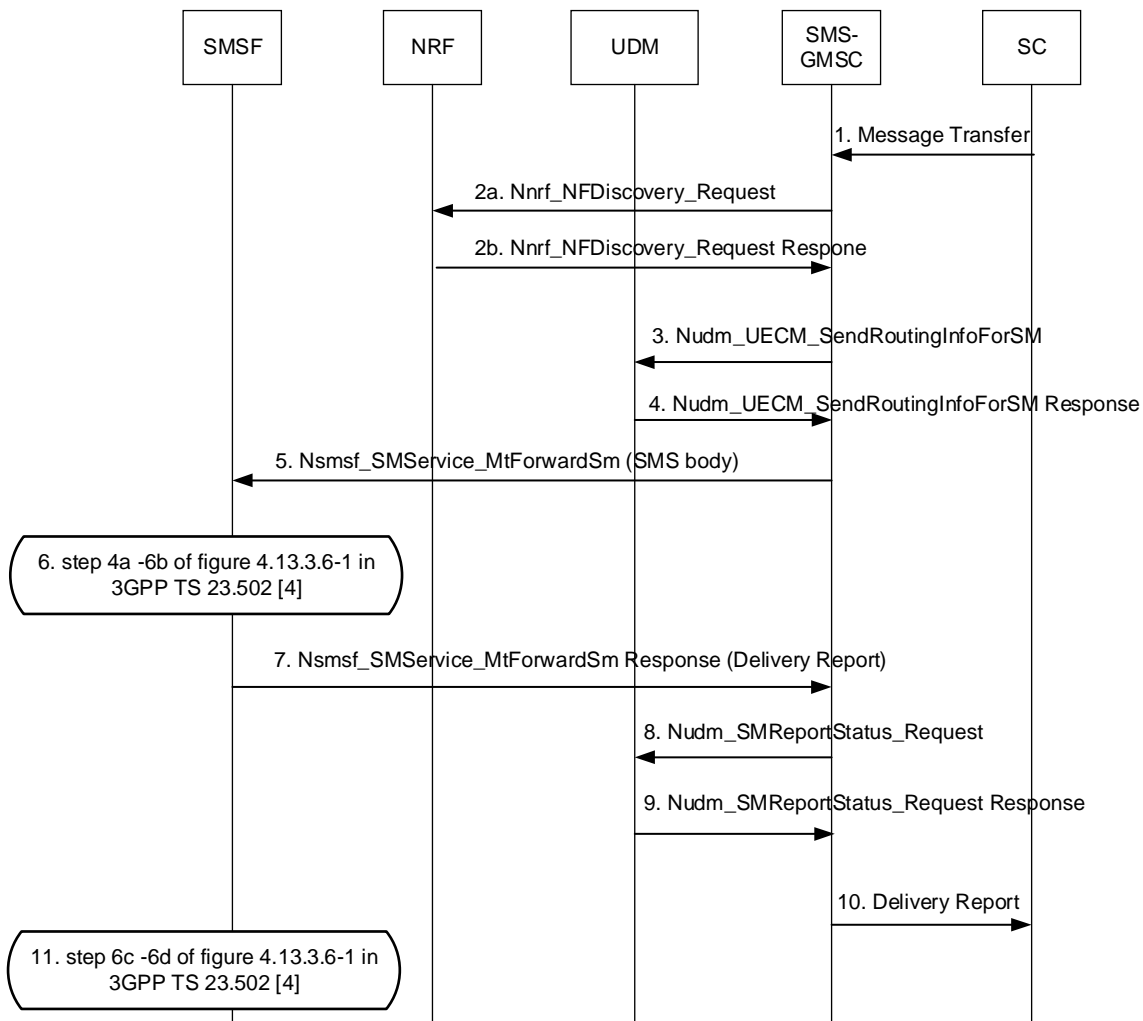 SMSF
NRF
UDM
SMS-
GMSC
SC
1. Message Transfer
2a. Nnrf_NFDiscovery_Request
2b. Nnrf_NFDiscovery_Request Respone
3. Nudm_UECM_SendRoutingInfoForSM
4. Nudm_UECM_SendRoutingInfoForSM Response
5. Nsmsf_SMService_MtForwardSm (SMS body)
6. step 4a -6b of figure 4.13.3.6-1 in
3GPP TS 23.502 [4]
7. Nsmsf_SMService_MtForwardSm Response (Delivery Report)
8. Nudm_SMReportStatus_Request
9. Nudm_SMReportStatus_Request Response
10. Delivery Report
11. step 6c -6d of figure 4.13.3.6-1 in
3GPP TS 23.502 [4]